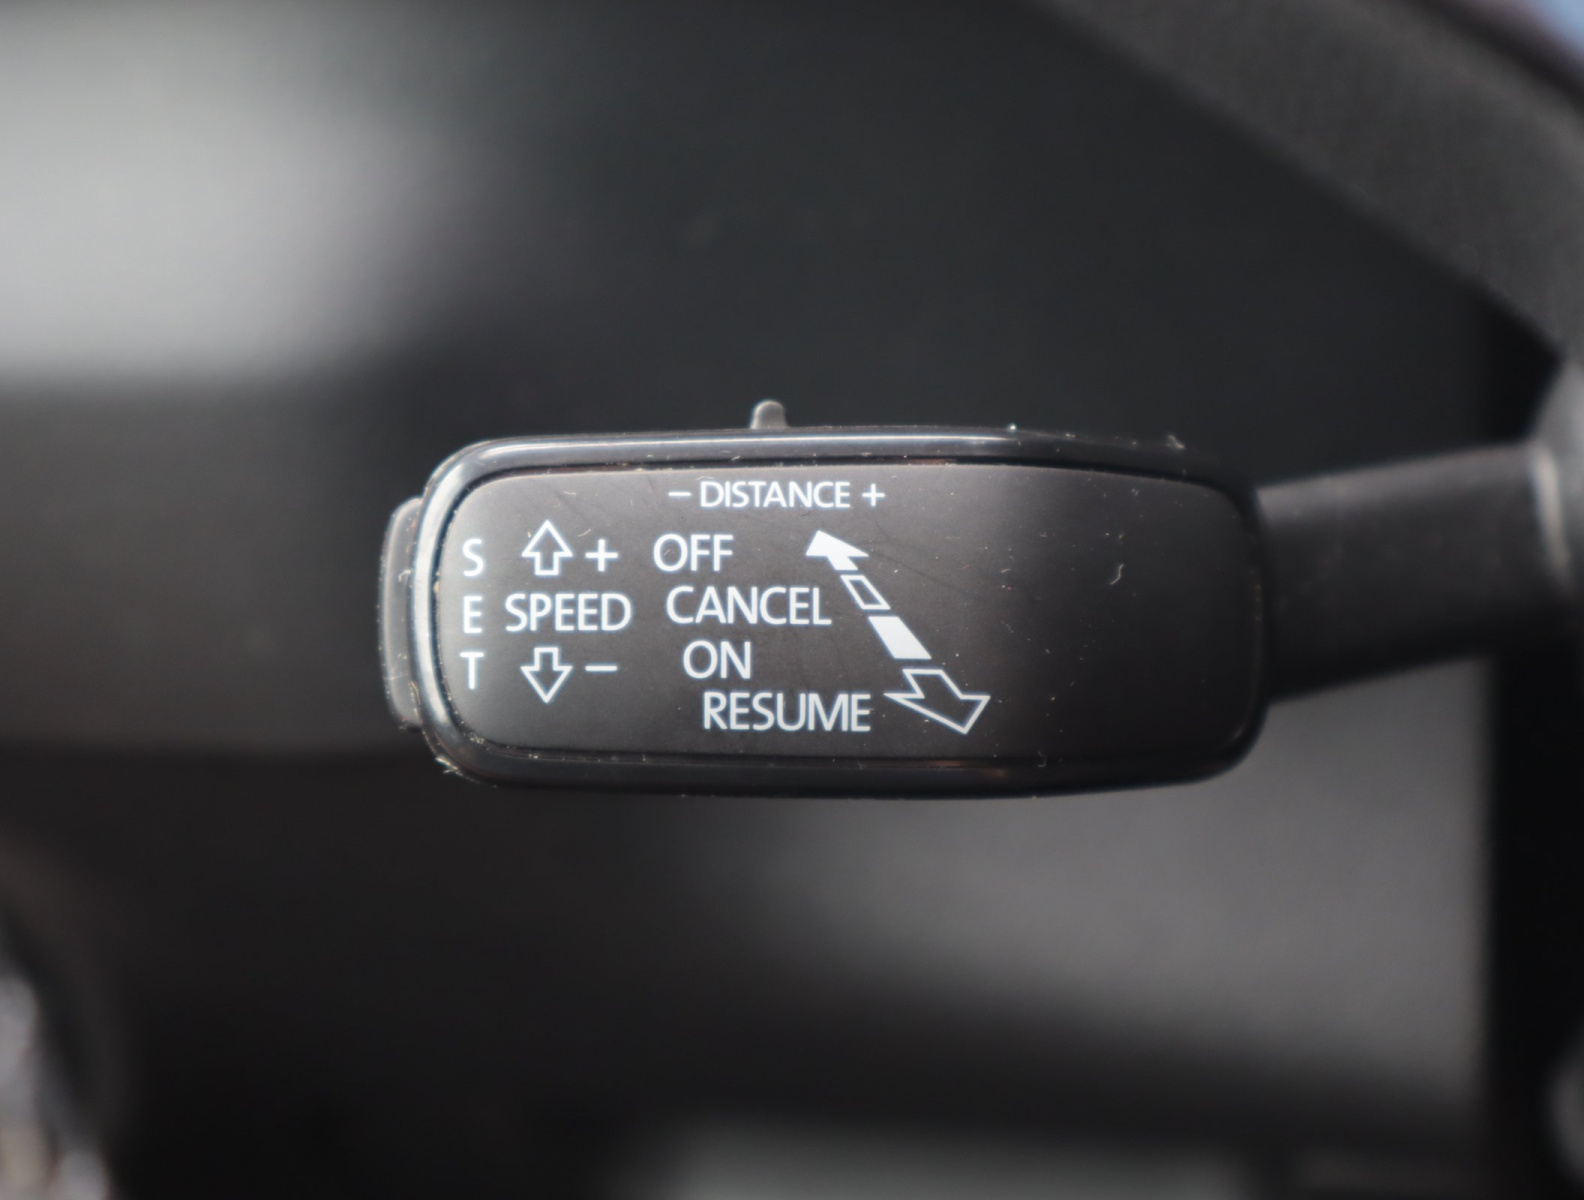 − DISTANCE +
S + OFF
E SPEED CANCEL
T − ON
RESUME